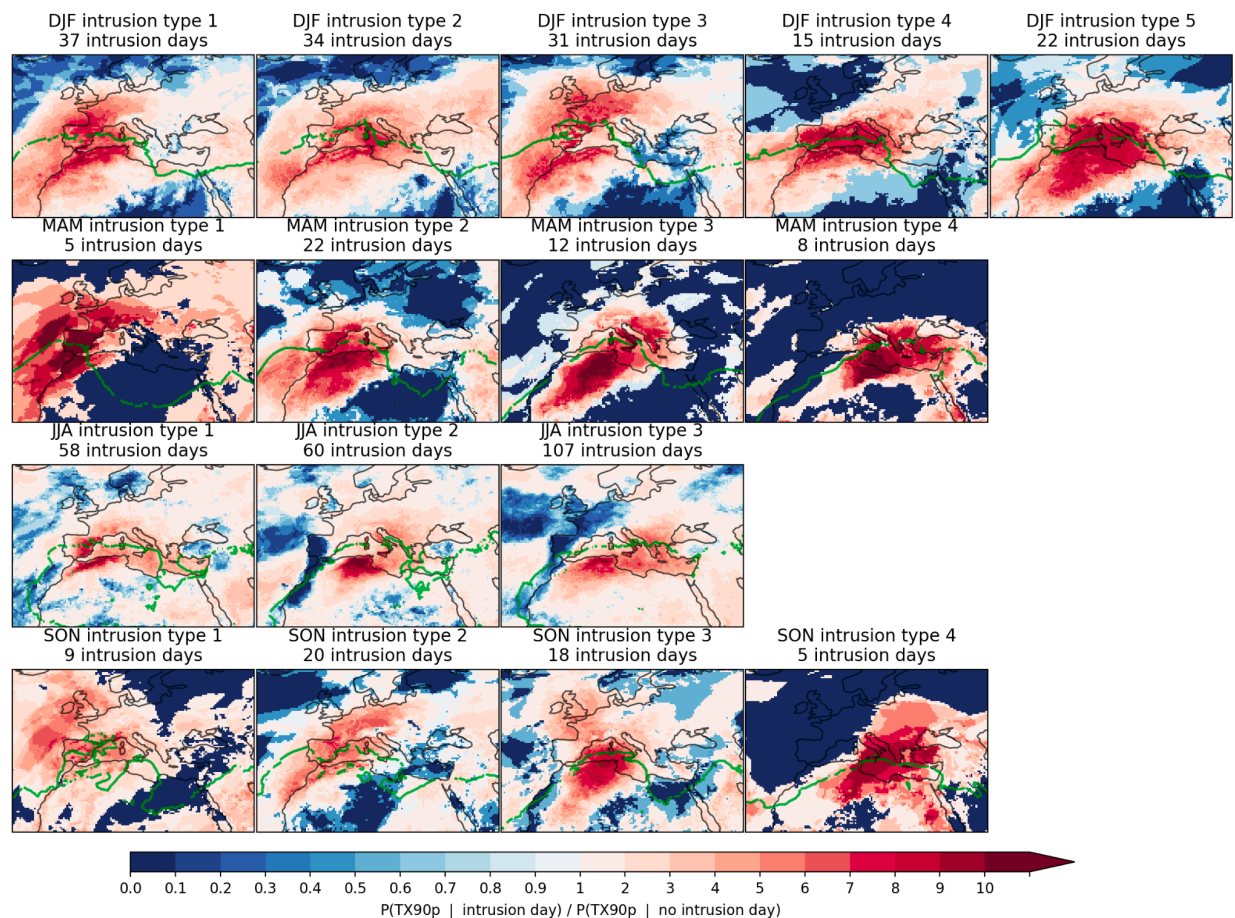 DJF intrusion type 1
37 intrusion days
DJF intrusion type 2
34 intrusion days
DJF intrusion type 3
31 intrusion days
DJF intrusion type 4
15 intrusion days
DJF intrusion type 5
22 intrusion days
MAM intrusion type 1
5 intrusion days
MAM intrusion type 2
22 intrusion days
MAM intrusion type 3
12 intrusion days
MAM intrusion type 4
8 intrusion days
JJA intrusion type 1
58 intrusion days
JJA intrusion type 2
60 intrusion days
JJA intrusion type 3
107 intrusion days
SON intrusion type 1
9 intrusion days
SON intrusion type 2
20 intrusion days
SON intrusion type 3
18 intrusion days
SON intrusion type 4
5 intrusion days
0.0 0.1 0.2 0.3 0.4 0.5 0.6 0.7 0.8 0.9 1 2 3 4 5 6 7 8 9 10
P(TX90p | intrusion day) / P(TX90p | no intrusion day)